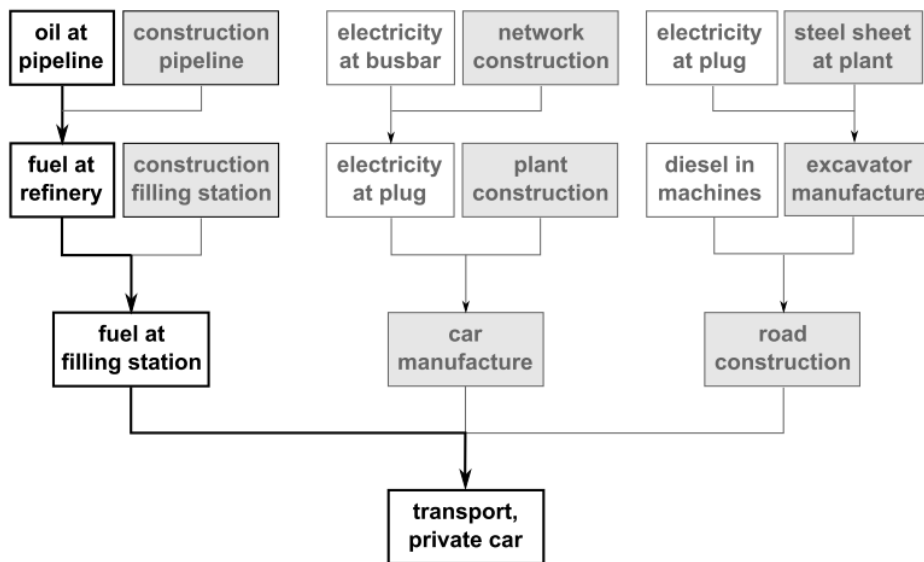 oil at
pipeline
construction
pipeline
electricity
at busbar
network
construction
electricity
at plug
steel sheet
at plant
fuel at
refinery
construction
filling station
electricity
at plug
plant
construction
diesel in
machines
excavator
manufacture
fuel at
filling station
car
manufacture
road
construction
transport,
private car